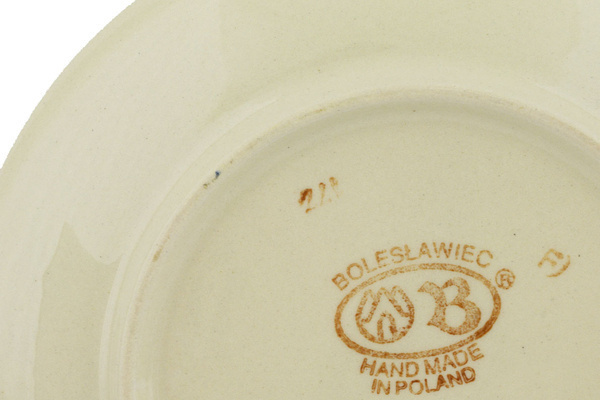 BOLESŁAWIEC ®
B
HAND MADE
IN POLAND